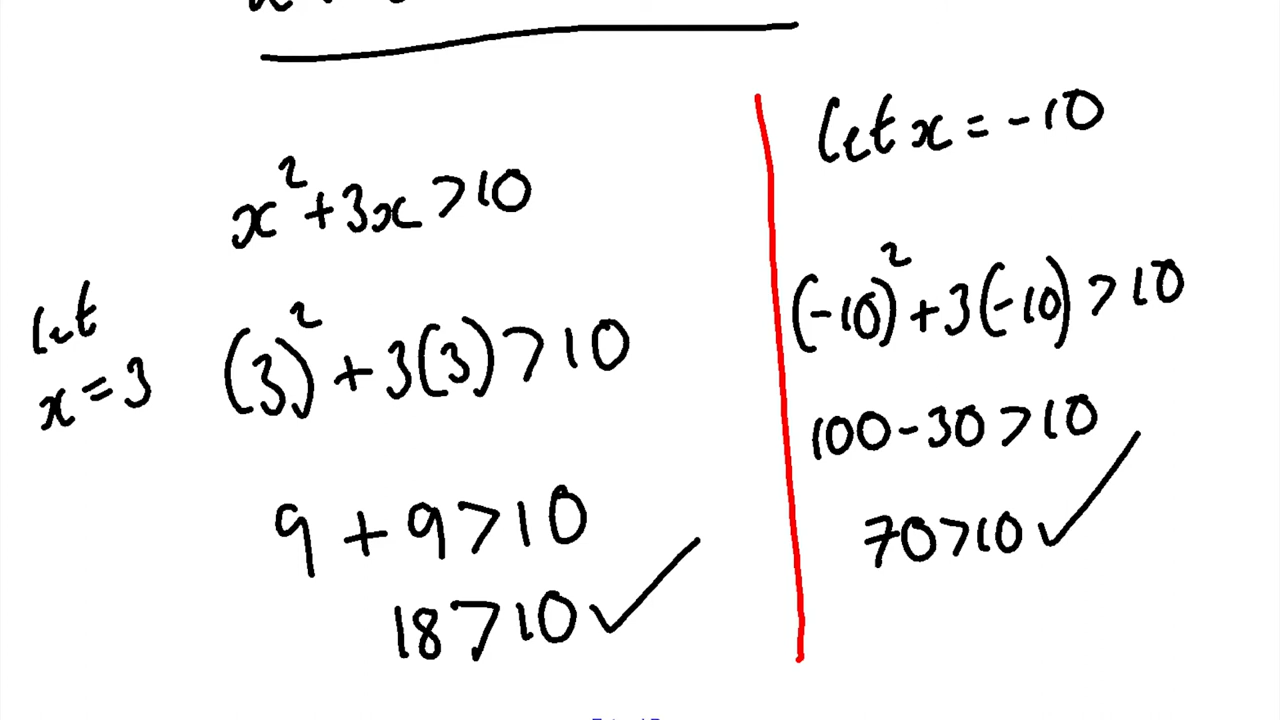 x² + 3x > 10
let
x = 3
(3)² + 3(3) > 10
9 + 9 > 10
18 > 10 ✓
let x = -10
(-10)² + 3(-10) > 10
100 - 30 > 10
70 > 10 ✓